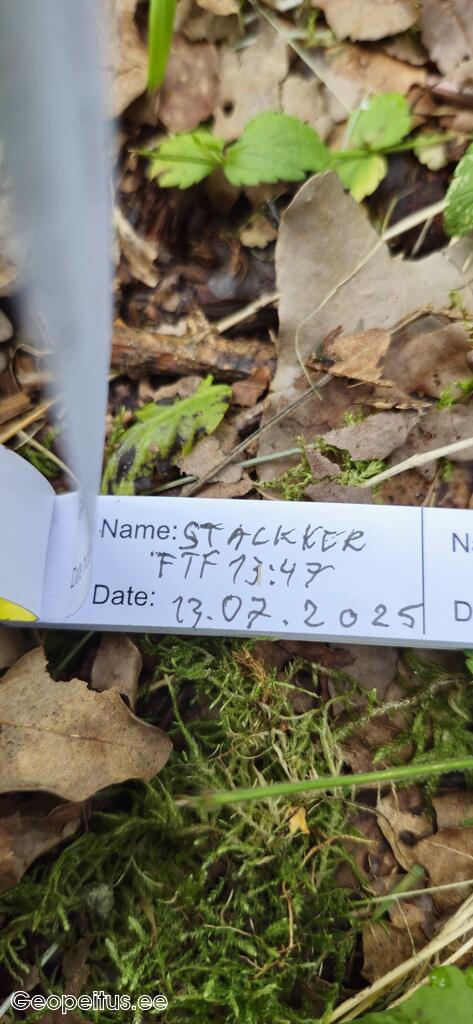 Name: STACKKER
FTF 13:47
Date: 13.07.2025
Geopeitus.ee